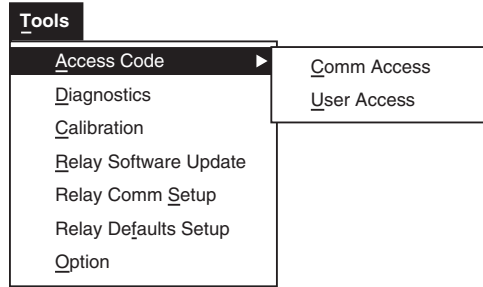 Tools
Access Code
Comm Access
User Access
Diagnostics
Calibration
Relay Software Update
Relay Comm Setup
Relay Defaults Setup
Option